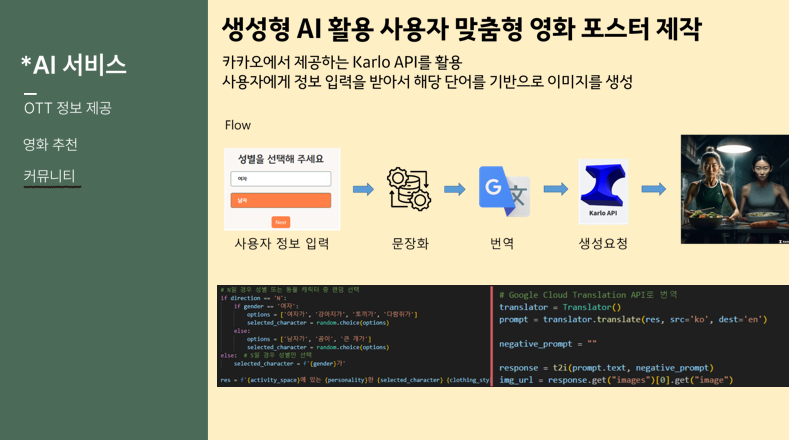 *AI 서비스
OTT 정보 제공
영화 추천
커뮤니티
생성형 AI 활용 사용자 맞춤형 영화 포스터 제작
카카오에서 제공하는 Karlo API를 활용
사용자에게 정보 입력을 받아서 해당 단어를 기반으로 이미지를 생성
Flow
성별을 선택해 주세요
여자
남자
Next
사용자 정보 입력
문장화
G 文
번역
Karlo API
생성요청
# N일 경우 성별 또는 동물 캐릭터 중 랜덤 선택
if direction == 'N':
if gender == '여자':
options = ['여자가', '강아지가', '토끼가', '다람쥐가']
selected_character = random.choice(options)
else:
options = ['남자가', '곰이', '큰 개가']
selected_character = random.choice(options)
else: # S일 경우 성별만 선택
selected_character = f'{gender}가'
res = f'{activity_space}에 있는 {personality}한 {selected_character} {clothing_sty
# Google Cloud Translation API로 번역
translator = Translator()
prompt = translator.translate(res, src='ko', dest='en')
negative_prompt = ""
response = t2i(prompt.text, negative_prompt)
img_url = response.get("images")[0].get("image")